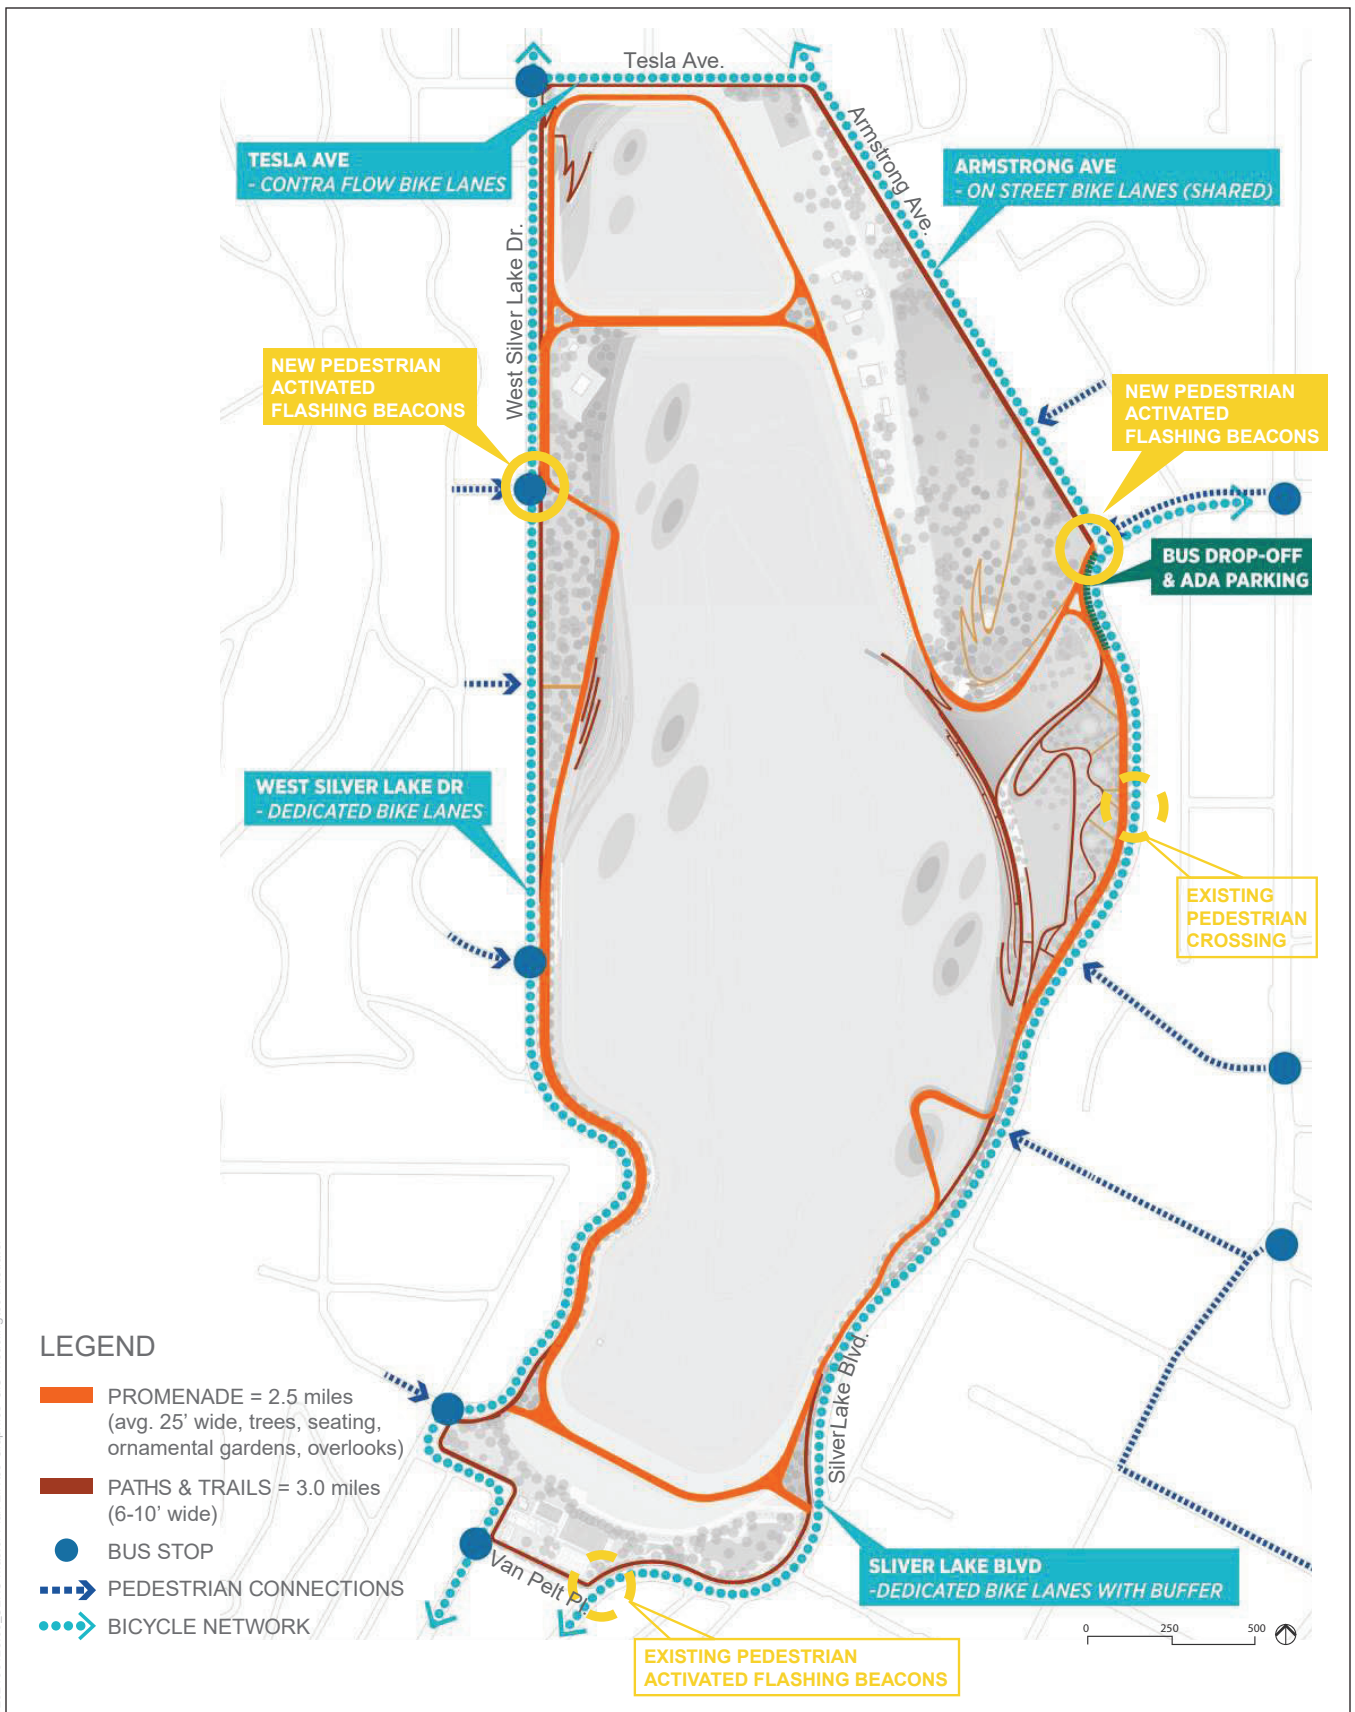 Tesla Ave.
TESLA AVE
- CONTRA FLOW BIKE LANES
Armstrong Ave.
ARMSTRONG AVE
- ON STREET BIKE LANES (SHARED)
West Silver Lake Dr.
NEW PEDESTRIAN
ACTIVATED
FLASHING BEACONS
NEW PEDESTRIAN
ACTIVATED
FLASHING BEACONS
BUS DROP-OFF
& ADA PARKING
WEST SILVER LAKE DR
- DEDICATED BIKE LANES
EXISTING
PEDESTRIAN
CROSSING
SilverLake Blvd.
LEGEND
PROMENADE = 2.5 miles
(avg. 25' wide, trees, seating,
ornamental gardens, overlooks)
PATHS & TRAILS = 3.0 miles
(6-10' wide)
BUS STOP
PEDESTRIAN CONNECTIONS
BICYCLE NETWORK
Van Pelt Pl.
SLIVER LAKE BLVD
-DEDICATED BIKE LANES WITH BUFFER
EXISTING PEDESTRIAN
ACTIVATED FLASHING BEACONS
0 250 500